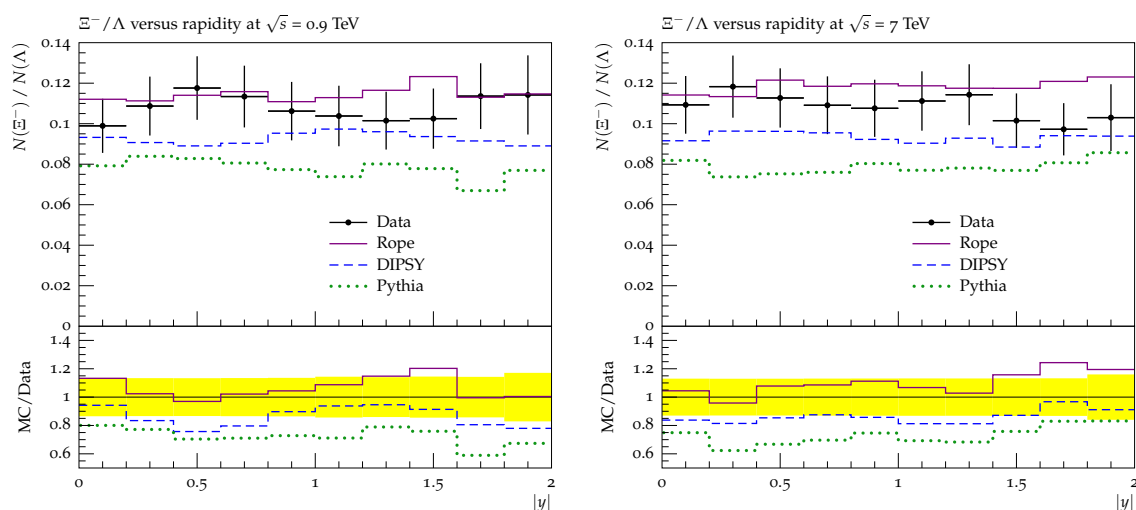 Ξ⁻/Λ versus rapidity at √s = 0.9 TeV
N(Ξ⁻) / N(Λ)
0.14
0.12
0.1
0.08
0.06
0.04
0.02
0
Data
Rope
DIPSY
Pythia
MC/Data
1.4
1.2
1
0.8
0.6
0
0.5
1
1.5
2
|y|
Ξ⁻/Λ versus rapidity at √s = 7 TeV
N(Ξ⁻) / N(Λ)
0.14
0.12
0.1
0.08
0.06
0.04
0.02
0
Data
Rope
DIPSY
Pythia
MC/Data
1.4
1.2
1
0.8
0.6
0
0.5
1
1.5
2
|y|